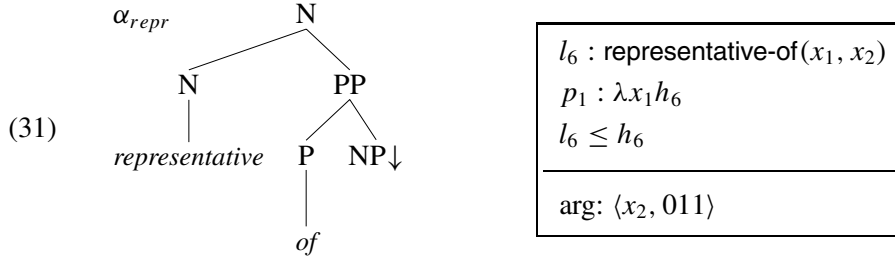 α_repr N
l₆ : representative-of(x₁, x₂)
N PP
p₁ : λx₁h₆
(31)
l₆ ≤ h₆
representative P NP↓
arg: ⟨x₂, 011⟩
of